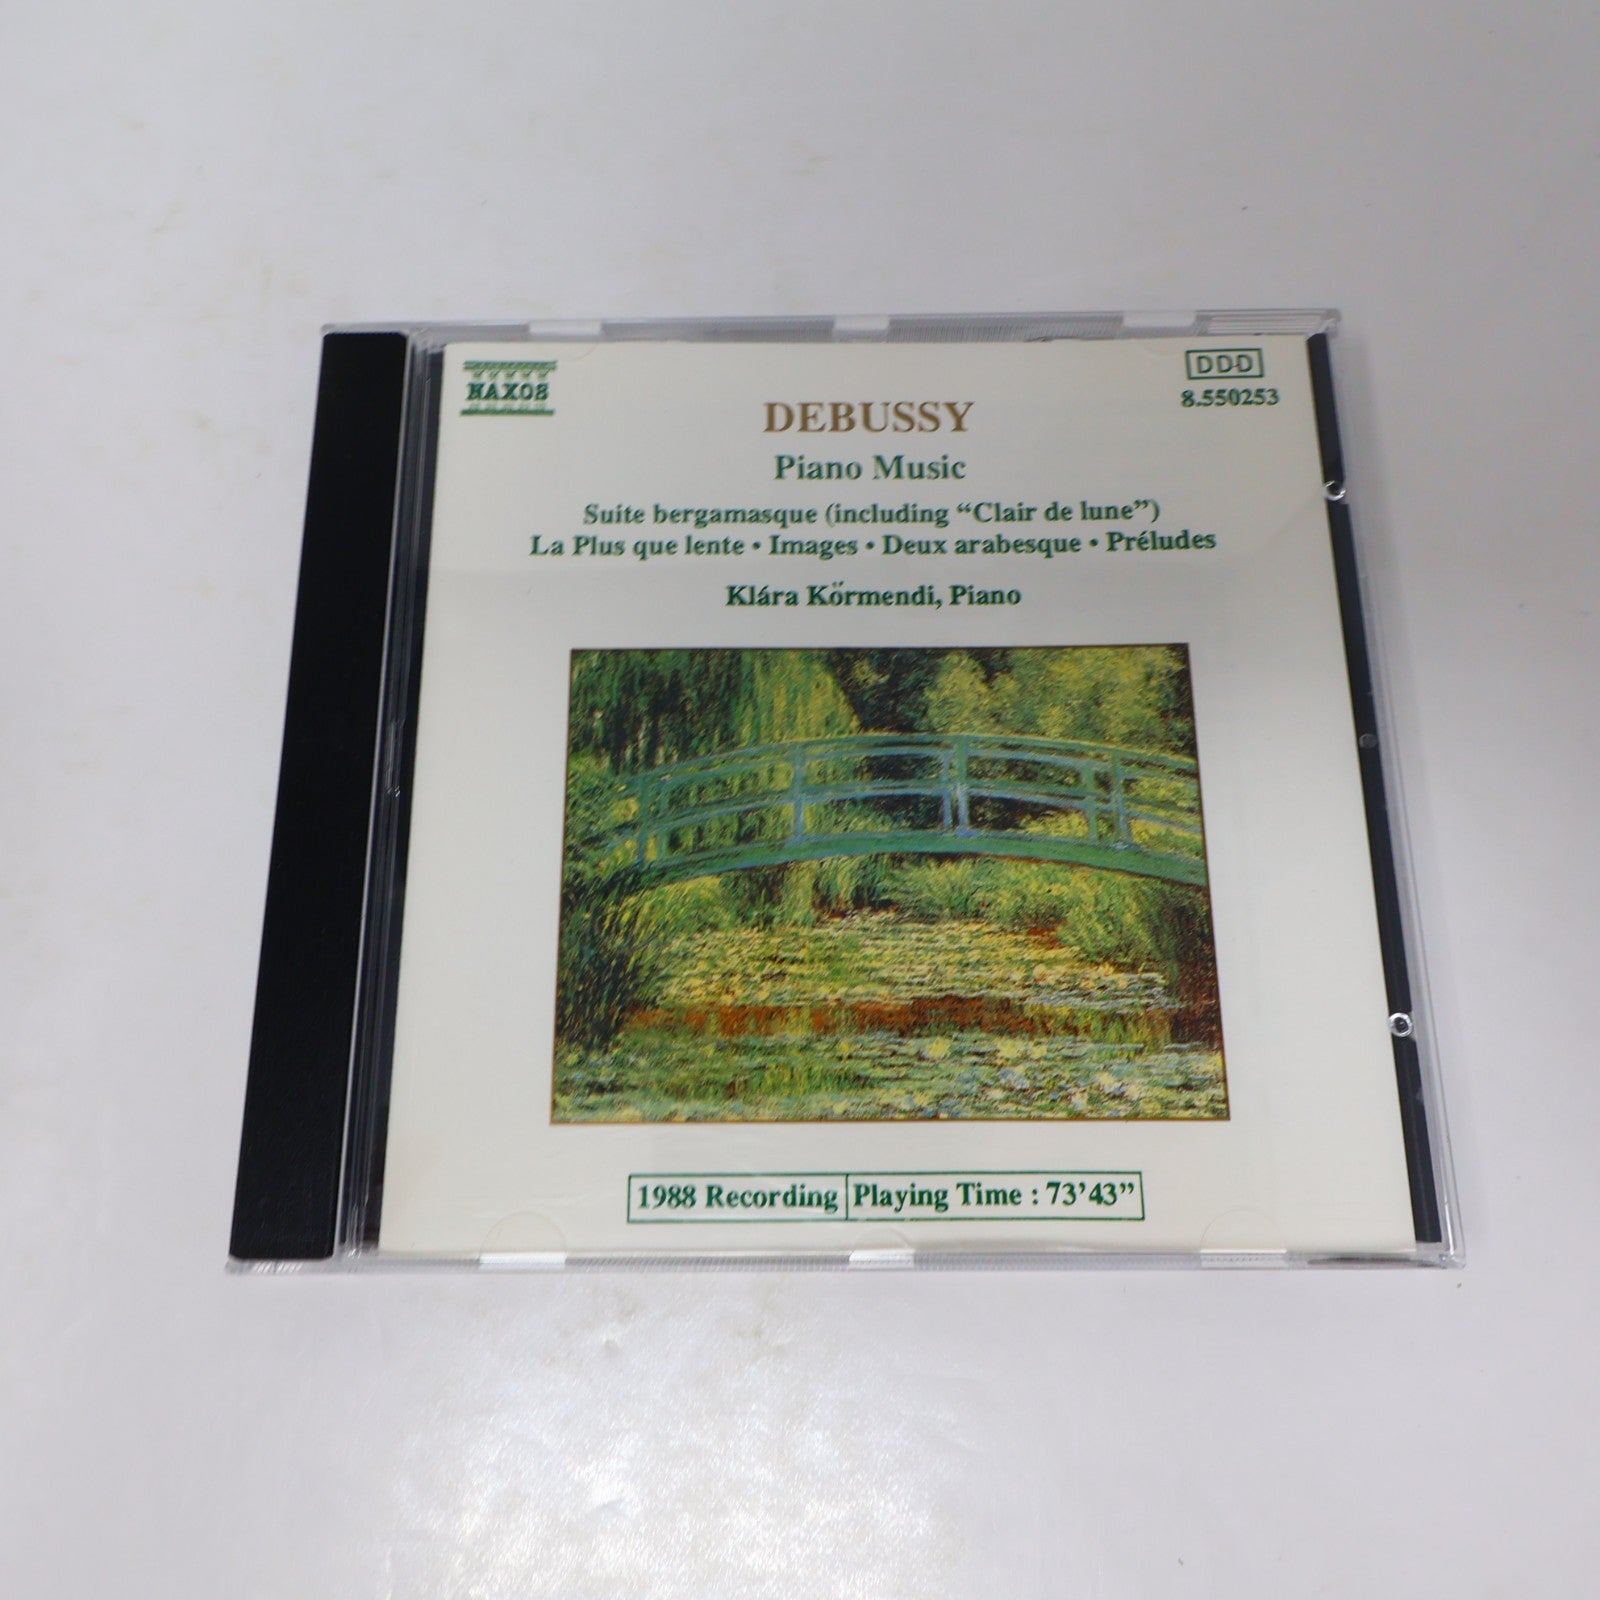 NAXOS
DDD
8.550253
DEBUSSY
Piano Music
Suite bergamasque (including “Clair de lune”)
La Plus que lente • Images • Deux arabesque • Préludes
Klára Körmendi, Piano
1988 Recording Playing Time : 73’43”